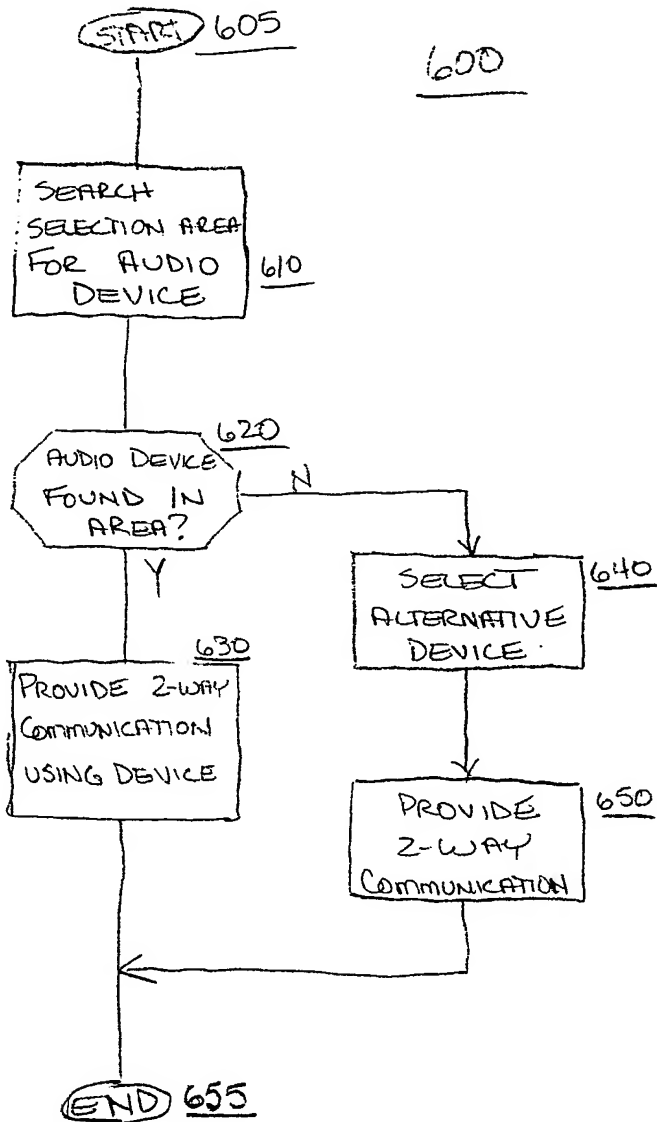 START 605
600
SEARCH
SELECTION AREA
FOR AUDIO
DEVICE
610
620
AUDIO DEVICE
FOUND IN
AREA?
N
Y
SELECT
ALTERNATIVE
DEVICE
640
630
PROVIDE 2-WAY
COMMUNICATION
USING DEVICE
PROVIDE
2-WAY
COMMUNICATION
650
END 655